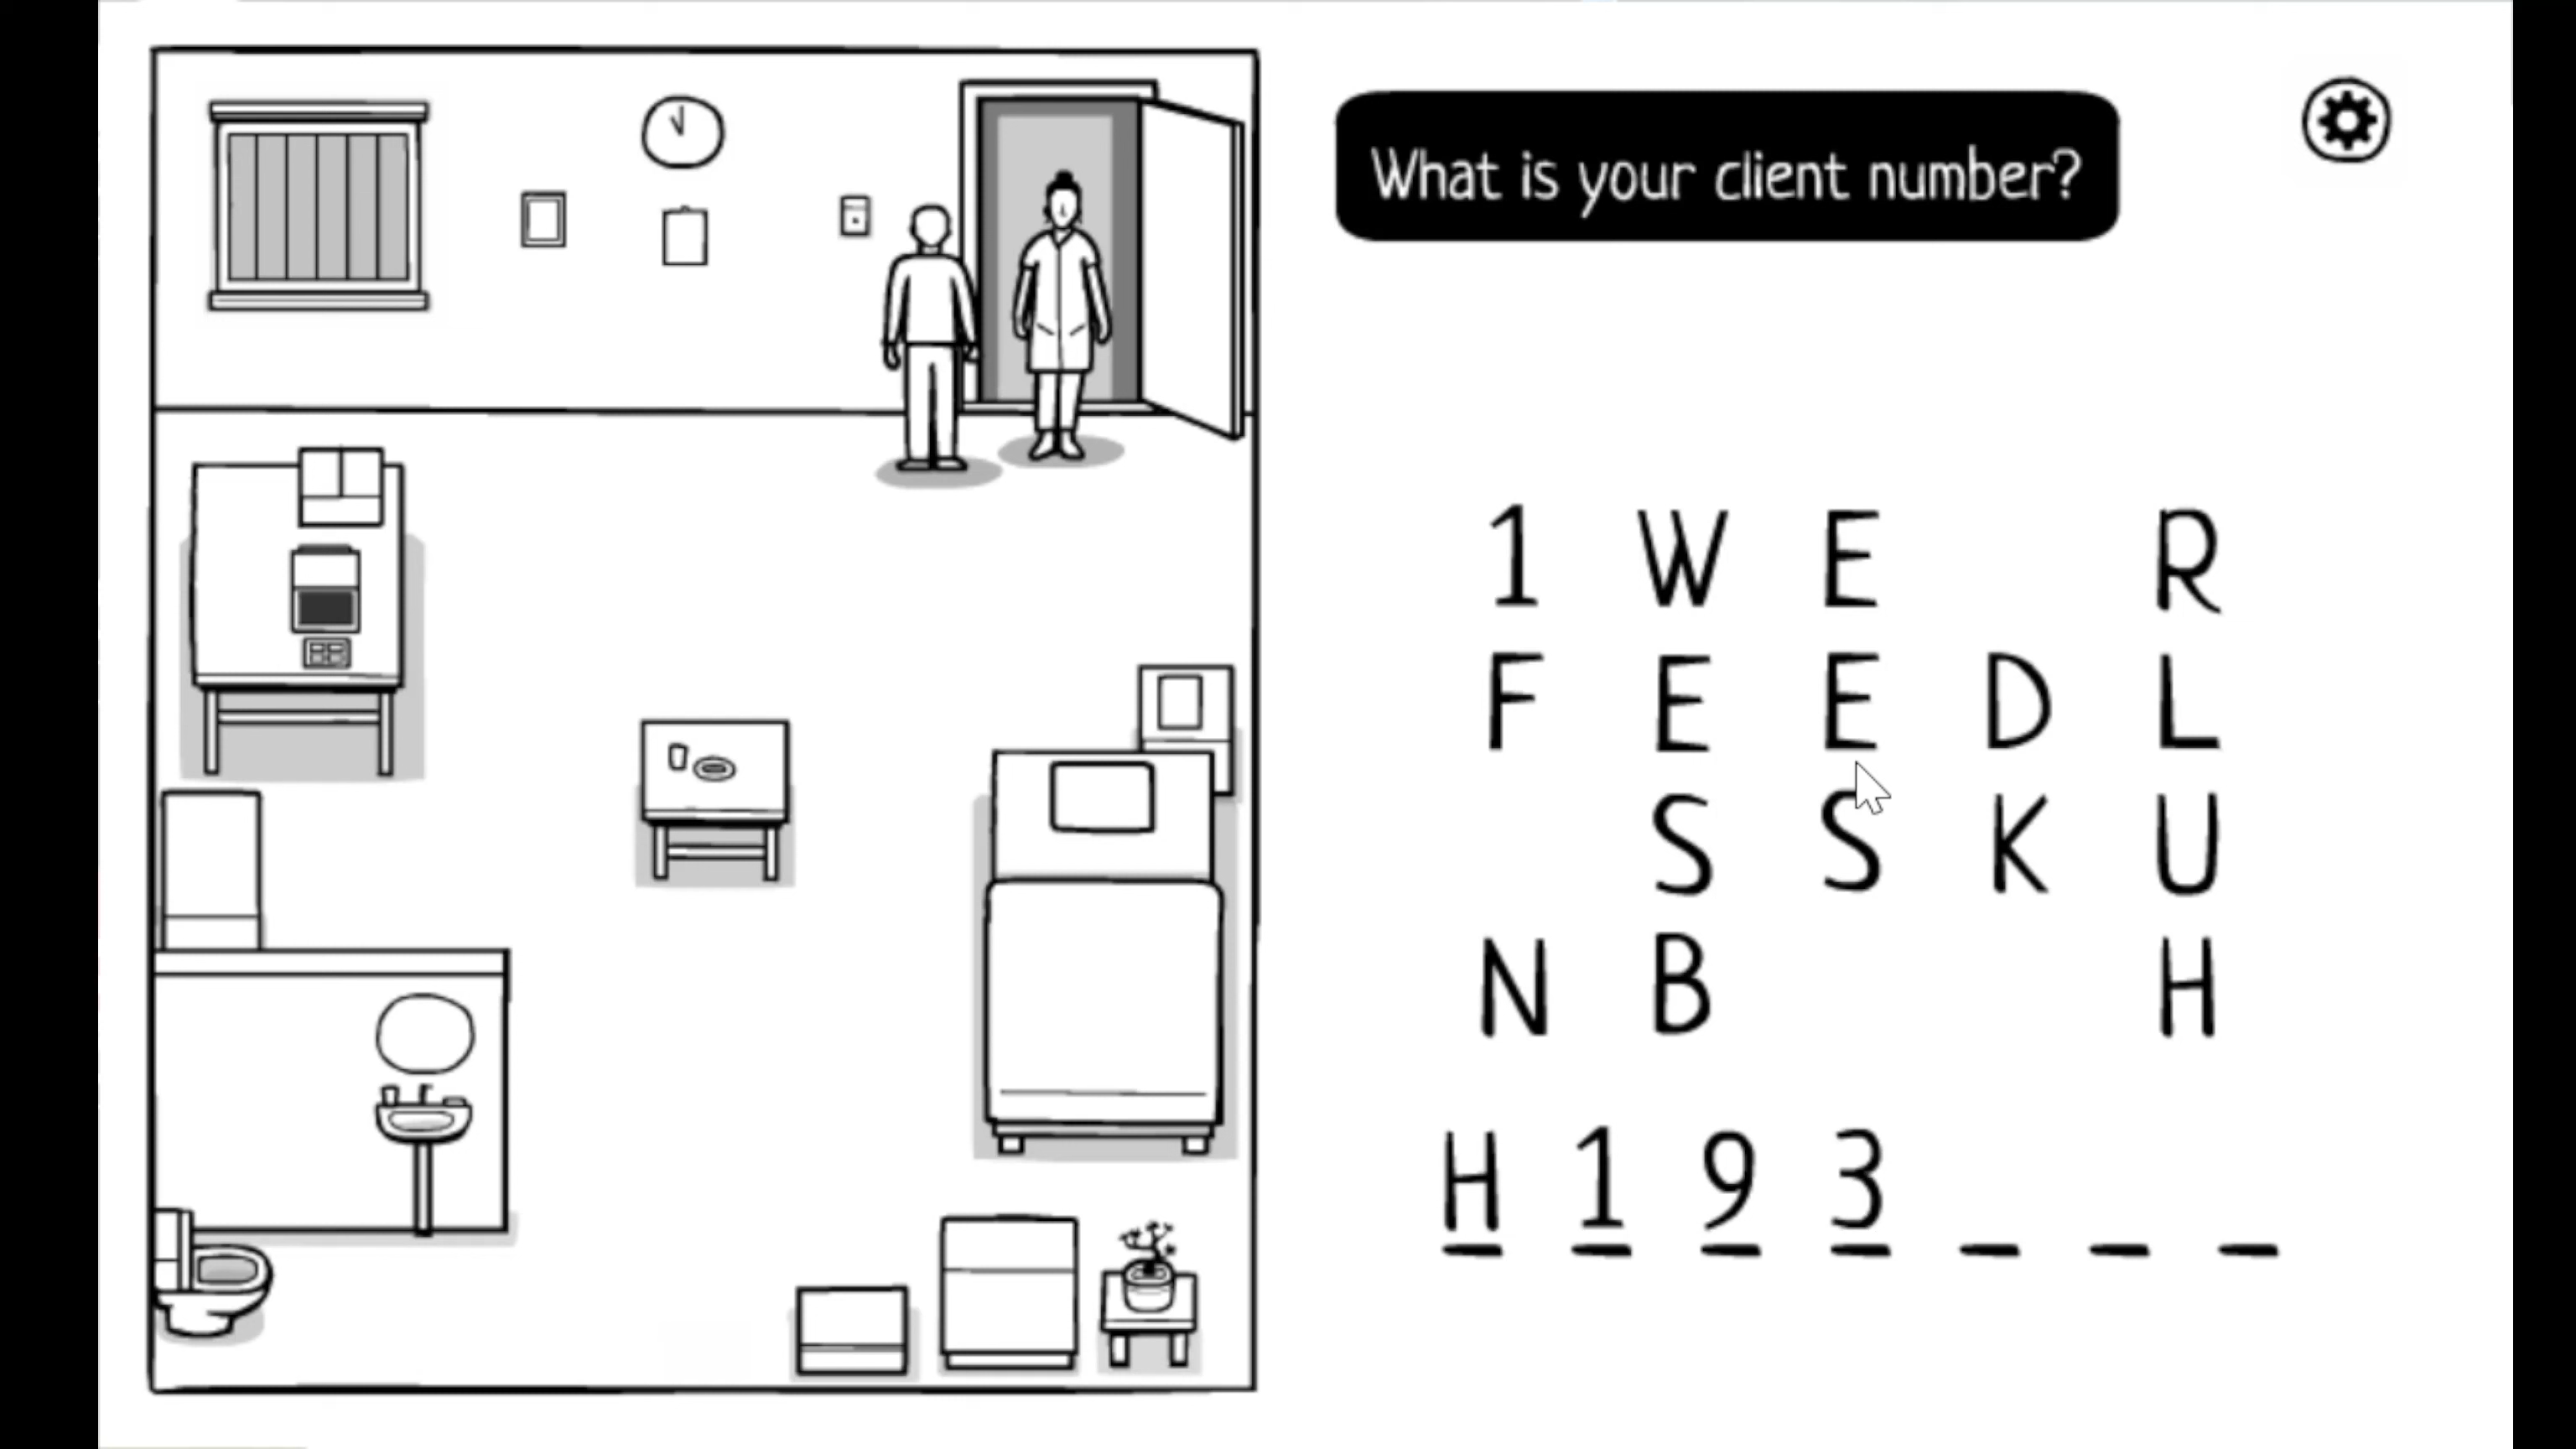 What is your client number?
1 W E R
F E E D L
S S K U
N B H
H 1 9 3 _ _ _